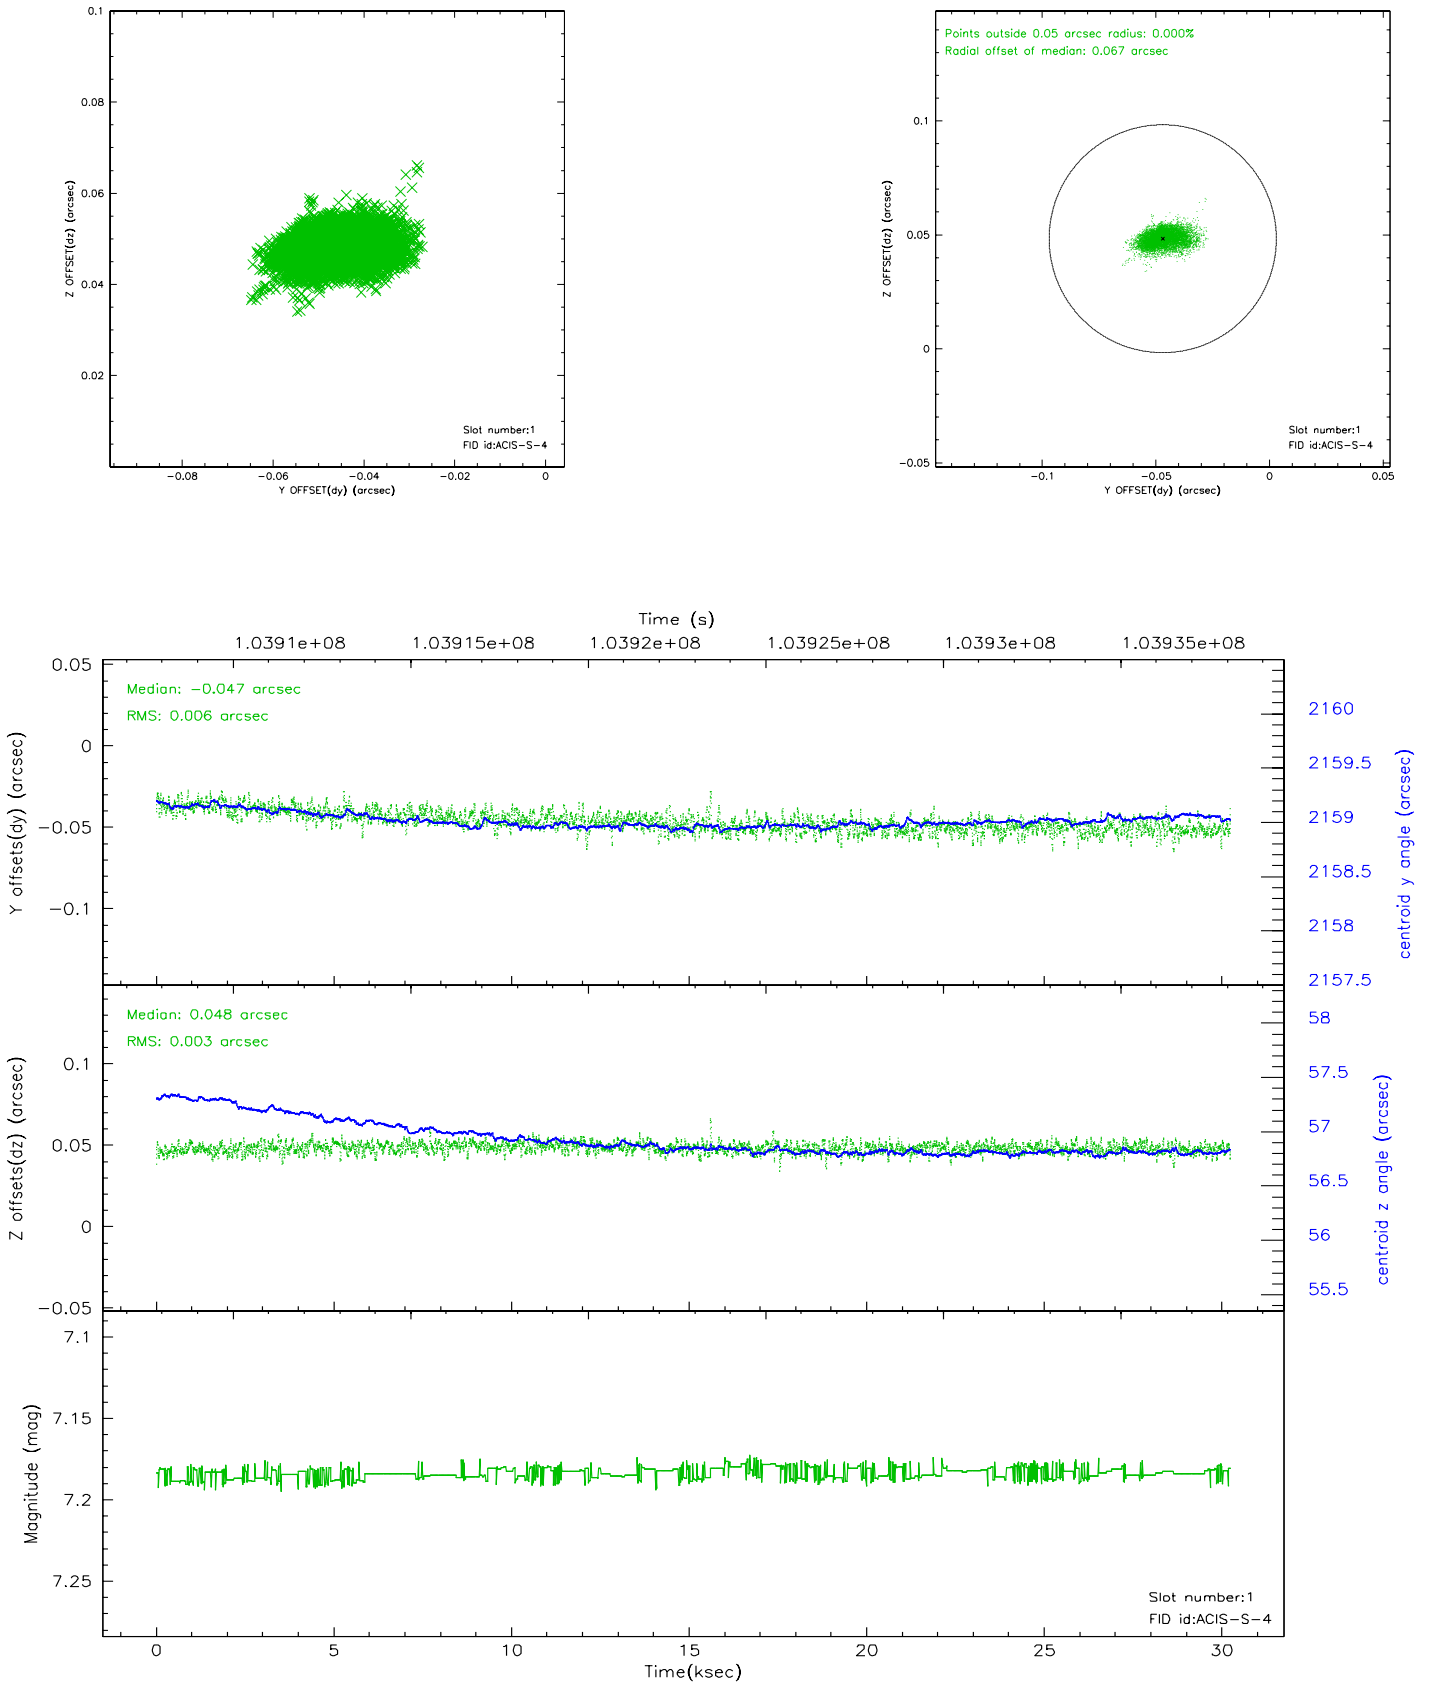 0.1
0.08
0.06
0.04
0.02
Z OFFSET(dz) (arcsec)
Slot number:1
FID id:ACIS-S-4
-0.08 -0.06 -0.04 -0.02 0
Y OFFSET(dy) (arcsec)
Points outside 0.05 arcsec radius: 0.000%
Radial offset of median: 0.067 arcsec
0.1
0.05
0
-0.05
Z OFFSET(dz) (arcsec)
Slot number:1
FID id:ACIS-S-4
-0.1 -0.05 0 0.05
Y OFFSET(dy) (arcsec)
Time (s)
1.0391e+08 1.03915e+08 1.0392e+08 1.03925e+08 1.0393e+08 1.03935e+08
0.05
0
-0.05
-0.1
Y offsets(dy) (arcsec)
Median: -0.047 arcsec
RMS: 0.006 arcsec
2160
2159.5
2159
2158.5
2158
2157.5
centroid y angle (arcsec)
0.1
0.05
0
-0.05
Z offsets(dz) (arcsec)
Median: 0.048 arcsec
RMS: 0.003 arcsec
58
57.5
57
56.5
56
55.5
centroid z angle (arcsec)
7.1
7.15
7.2
7.25
Magnitude (mag)
Slot number:1
FID id:ACIS-S-4
0 5 10 15 20 25 30
Time(ksec)